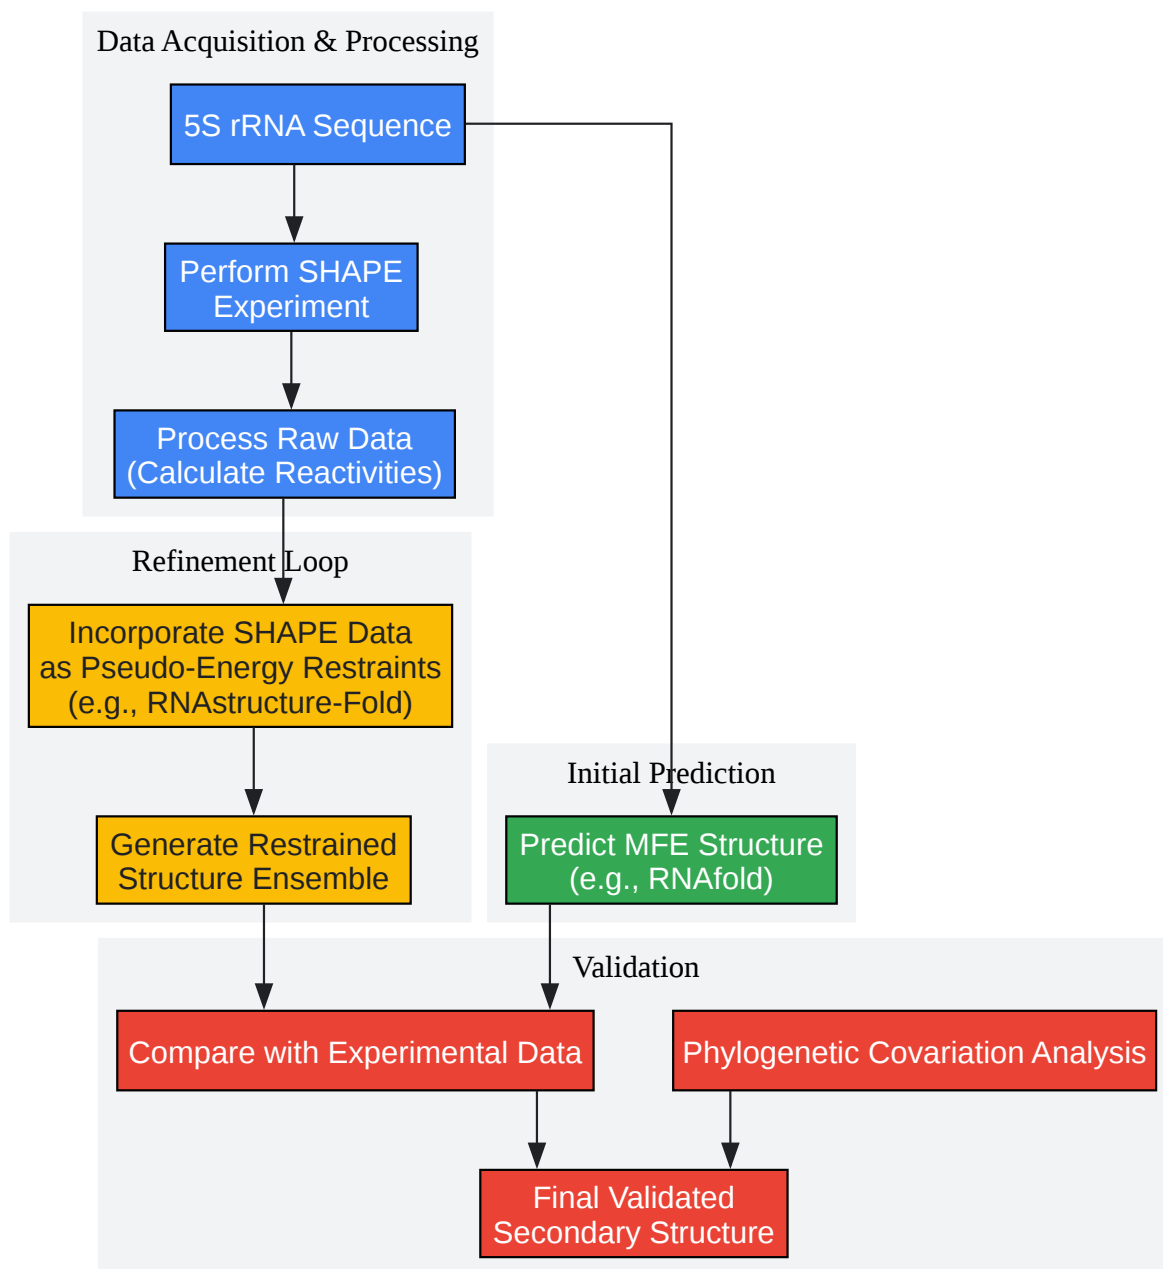 Data Acquisition & Processing
5S rRNA Sequence
Perform SHAPE
Experiment
Process Raw Data
(Calculate Reactivities)
Refinement Loop
Incorporate SHAPE Data
as Pseudo-Energy Restraints
(e.g., RNAstructure-Fold)
Generate Restrained
Structure Ensemble
Initial Prediction
Predict MFE Structure
(e.g., RNAfold)
Validation
Compare with Experimental Data
Phylogenetic Covariation Analysis
Final Validated
Secondary Structure